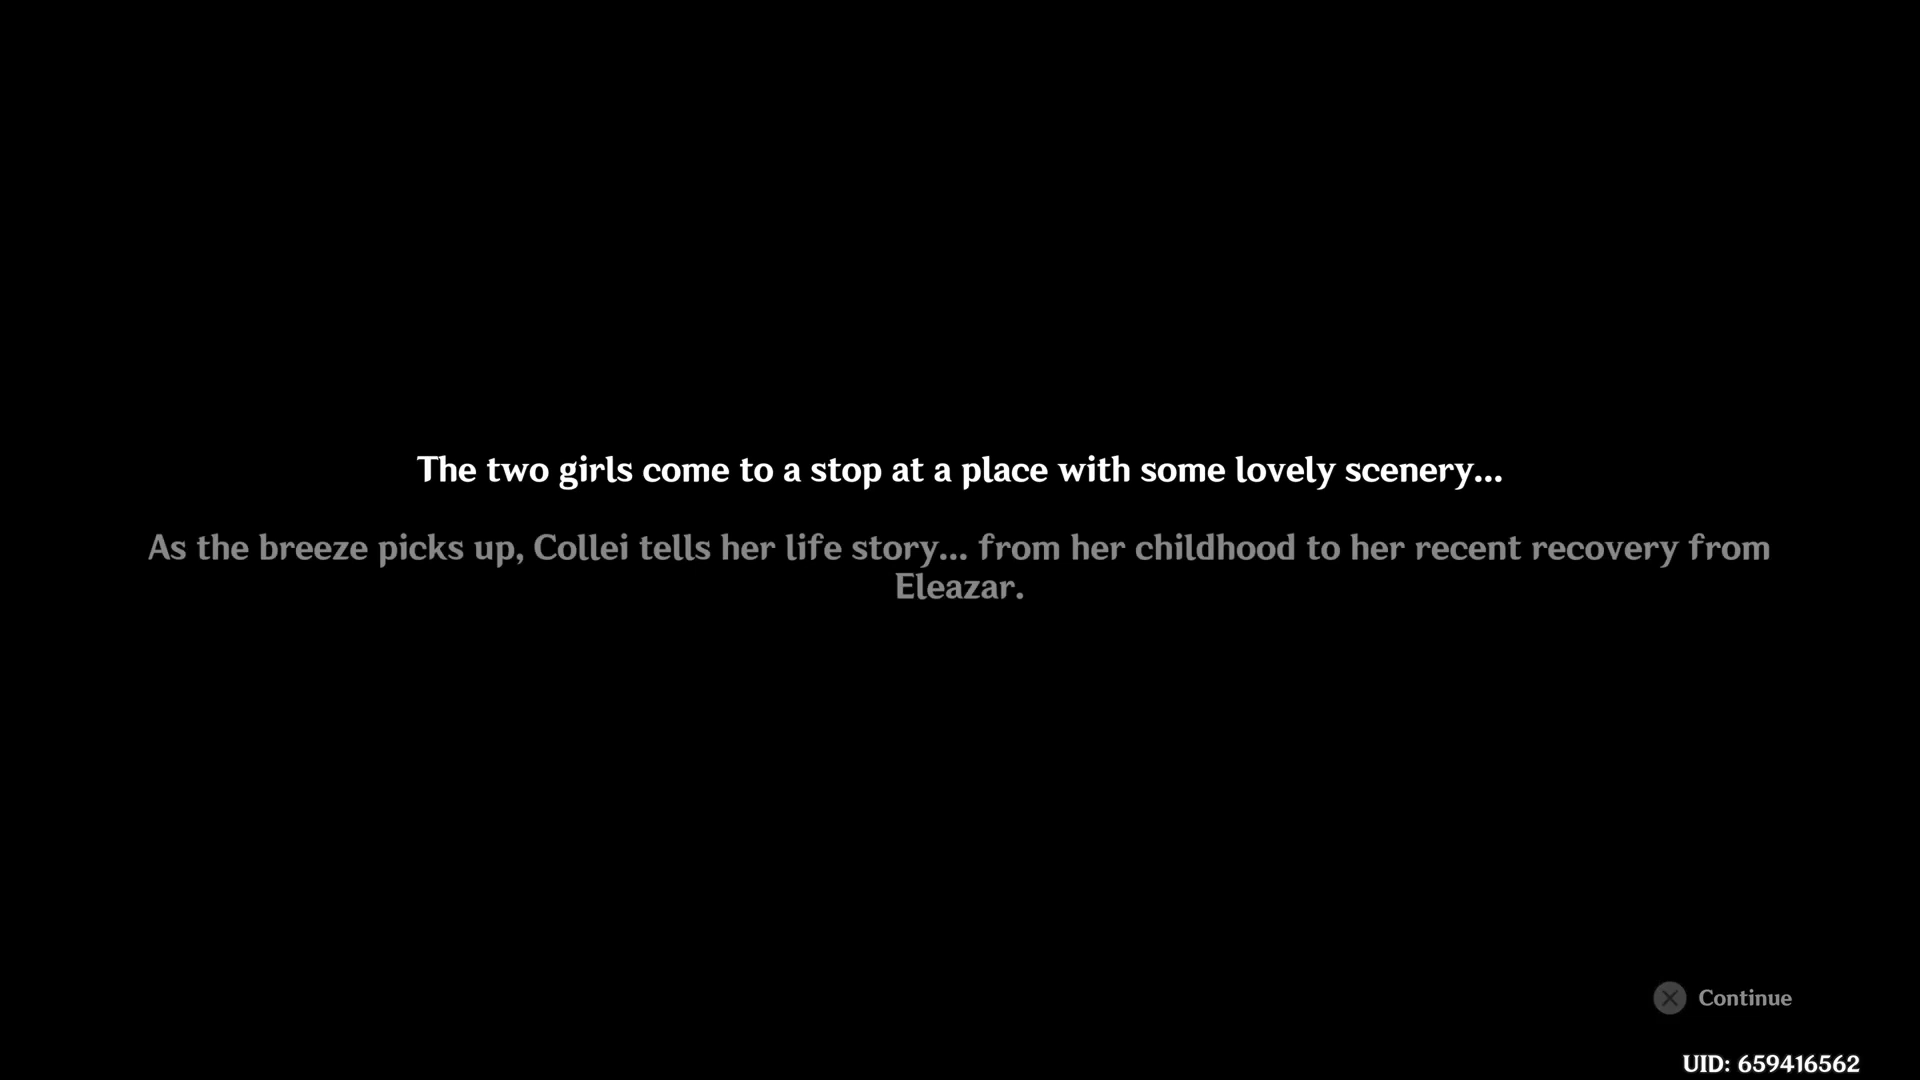 The two girls come to a stop at a place with some lovely scenery...
As the breeze picks up, Collei tells her life story... from her childhood to her recent recovery from
Eleazar.
Continue
UID: 659416562